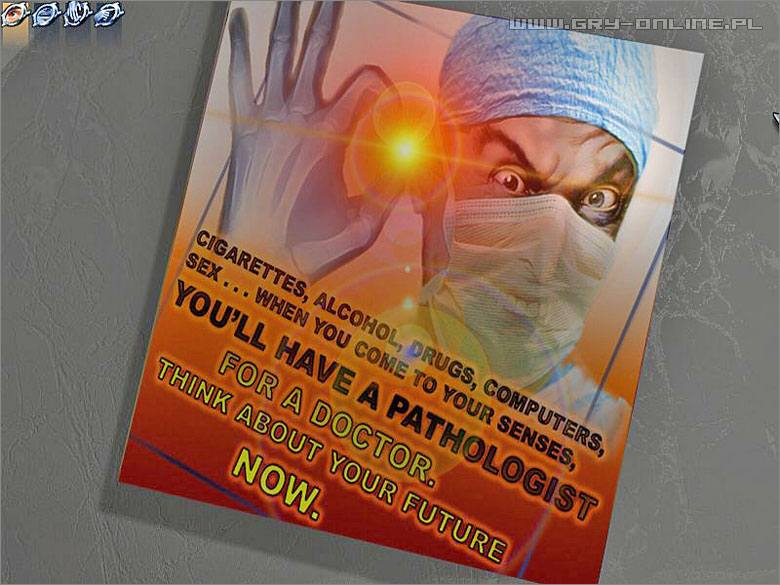 WWW.GRY-ONLINE.PL
CIGARETTES, ALCOHOL, DRUGS, COMPUTERS,
SEX . . . WHEN YOU COME TO YOUR SENSES,
YOU'LL HAVE A PATHOLOGIST
FOR A DOCTOR.
THINK ABOUT YOUR FUTURE
NOW.